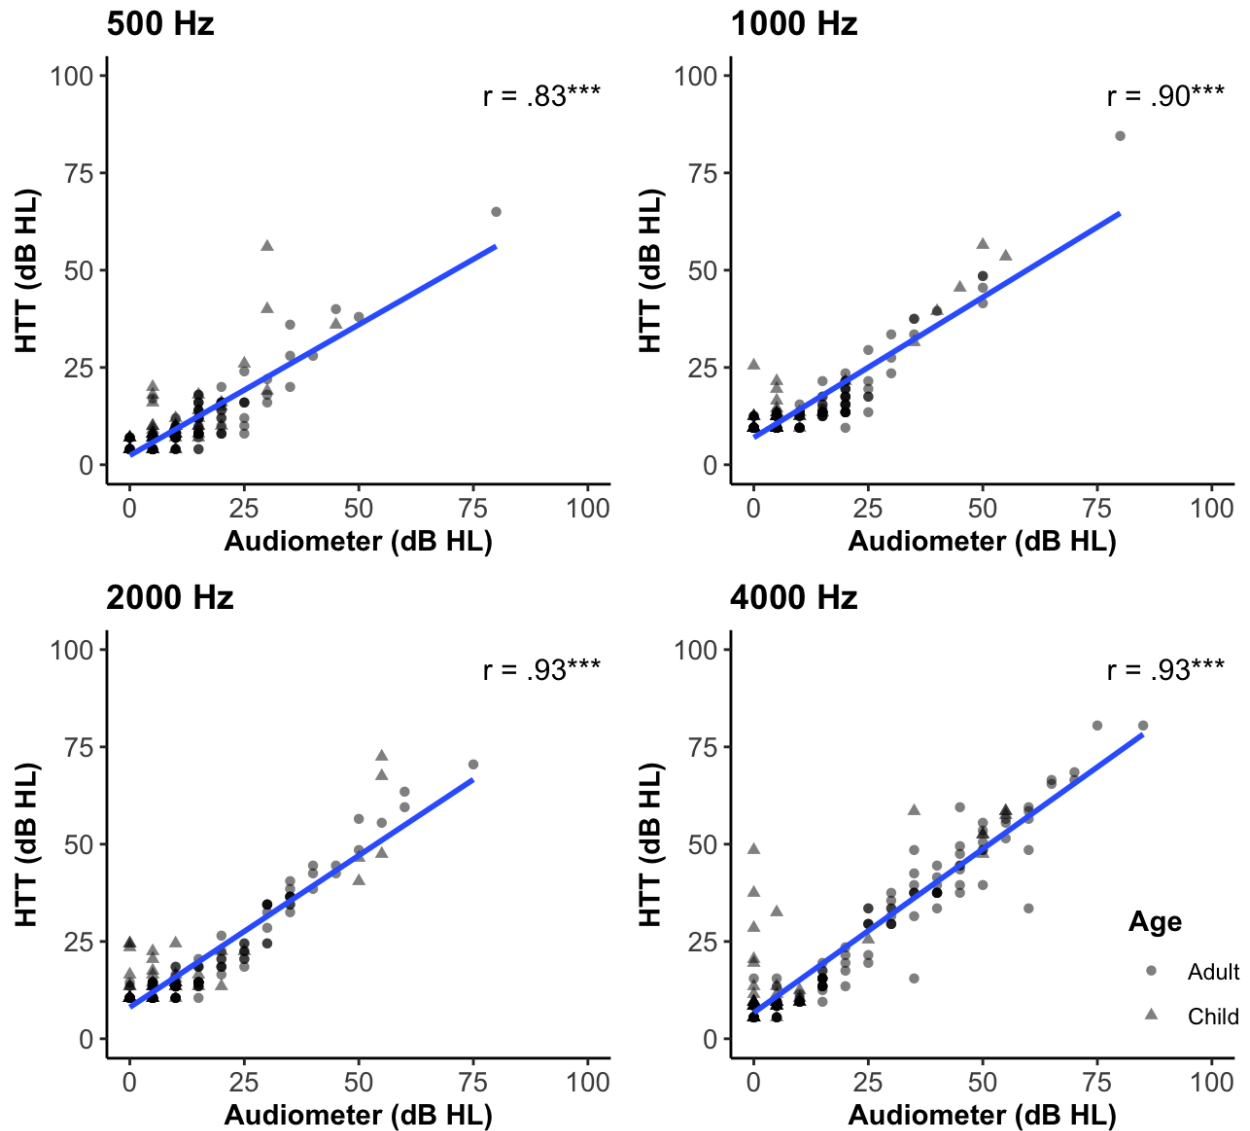 500 Hz
r = .83***
100
75
50
25
0
HTT (dB HL)
0 25 50 75 100
Audiometer (dB HL)
1000 Hz
r = .90***
100
75
50
25
0
HTT (dB HL)
0 25 50 75 100
Audiometer (dB HL)
2000 Hz
r = .93***
100
75
50
25
0
HTT (dB HL)
0 25 50 75 100
Audiometer (dB HL)
4000 Hz
r = .93***
100
75
50
25
0
HTT (dB HL)
0 25 50 75 100
Audiometer (dB HL)
Age
Adult
Child